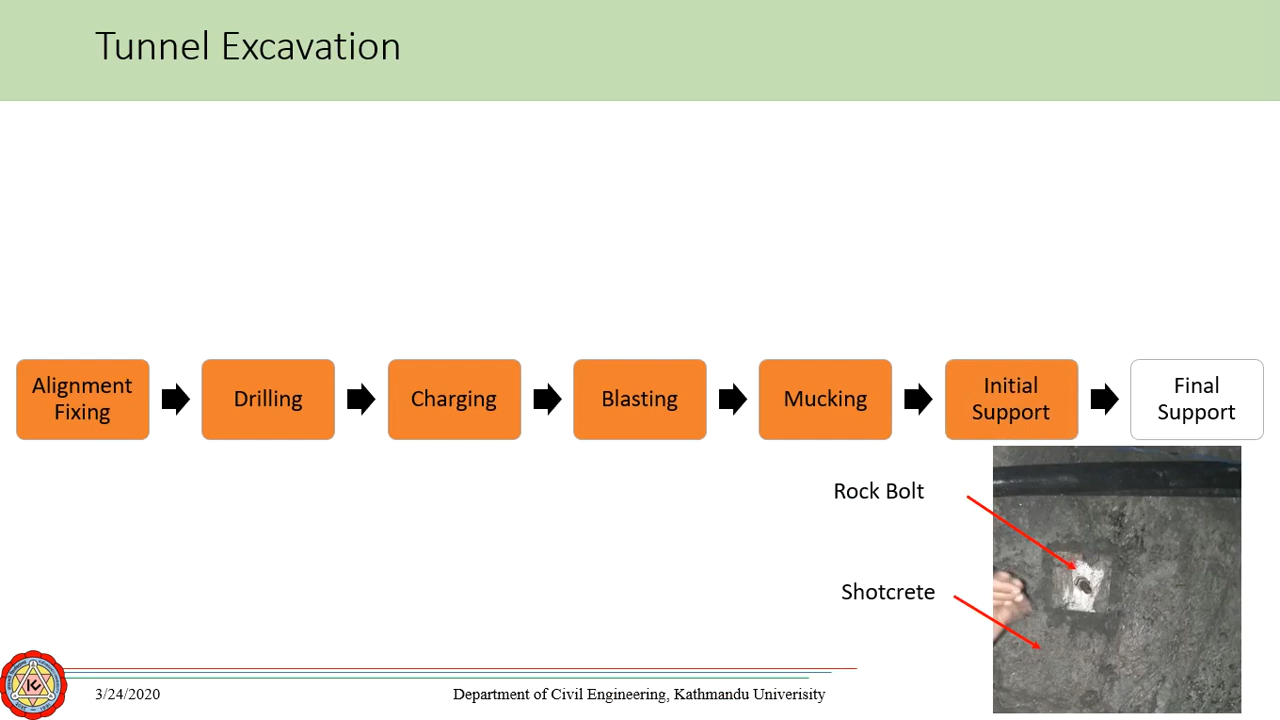 Tunnel Excavation
Alignment
Fixing
Drilling
Charging
Blasting
Mucking
Initial
Support
Final
Support
Rock Bolt
Shotcrete
3/24/2020
Department of Civil Engineering, Kathmandu Univerisity